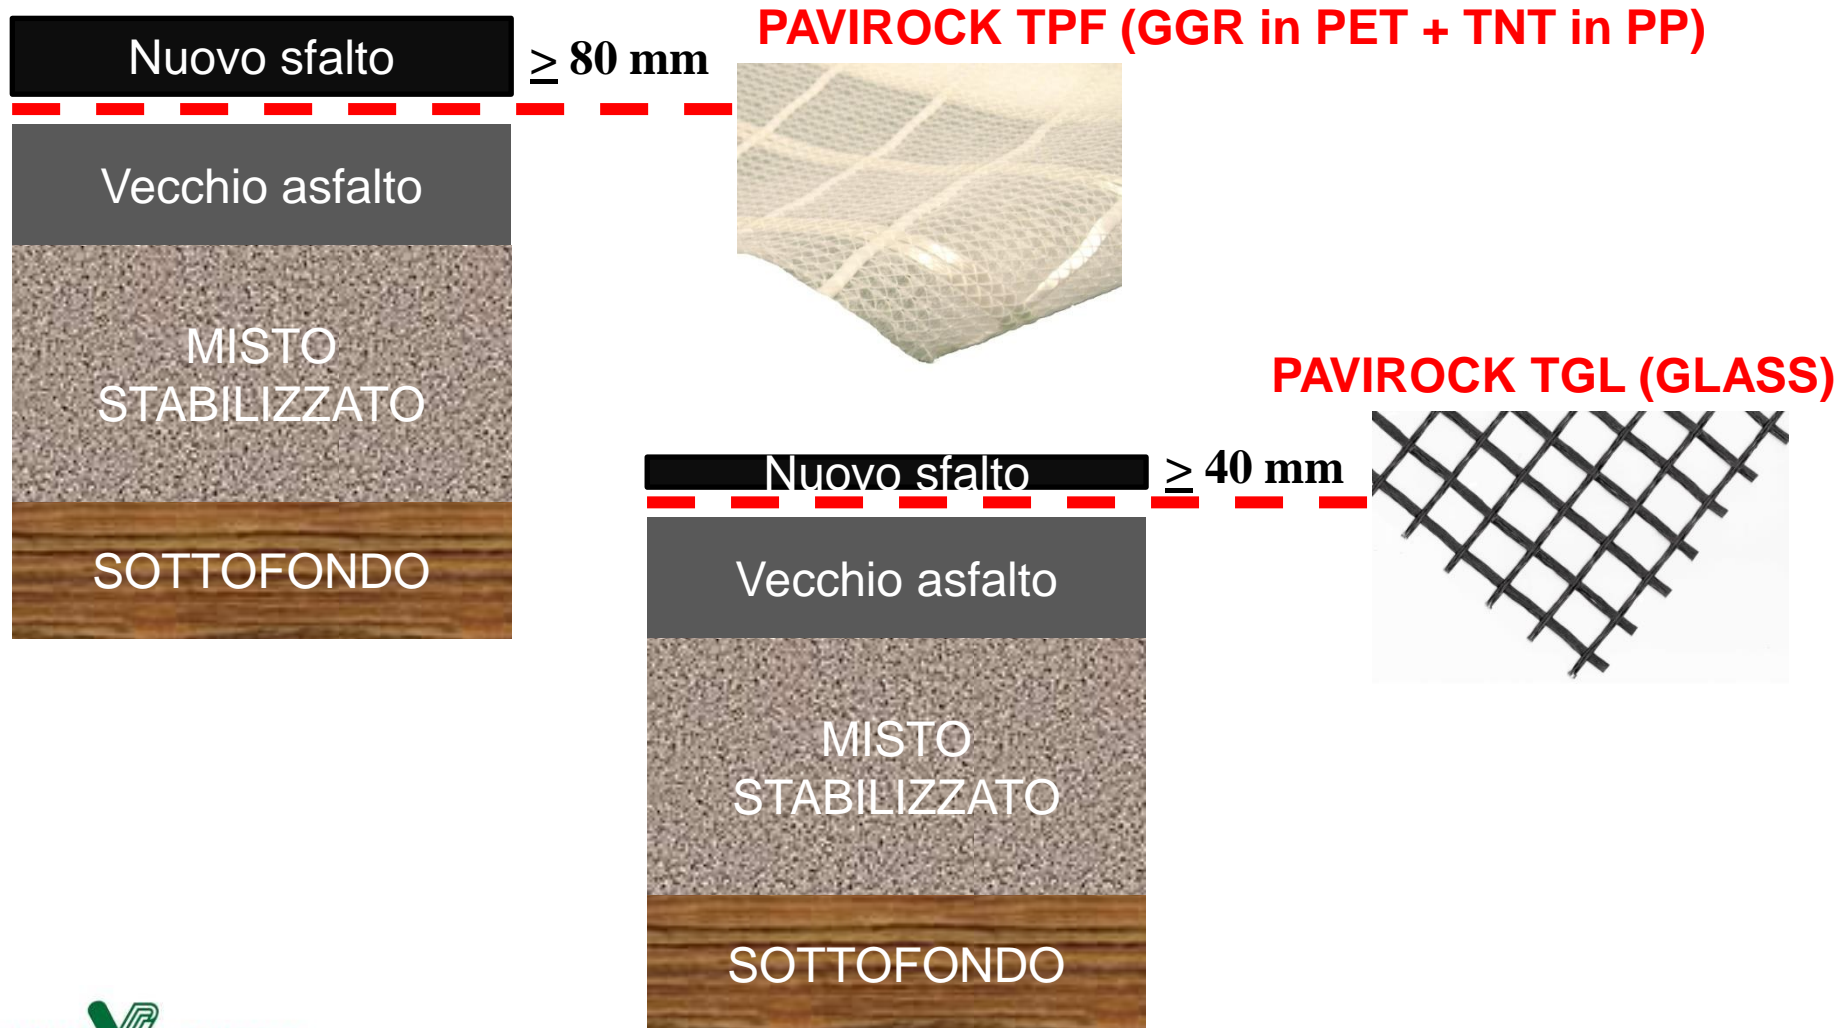 PAVIROCK TPF (GGR in PET + TNT in PP)
Nuovo sfalto
≥ 80 mm
Vecchio asfalto
MISTO
STABILIZZATO
SOTTOFONDO
PAVIROCK TGL (GLASS)
Nuovo sfalto
≥ 40 mm
Vecchio asfalto
MISTO
STABILIZZATO
SOTTOFONDO